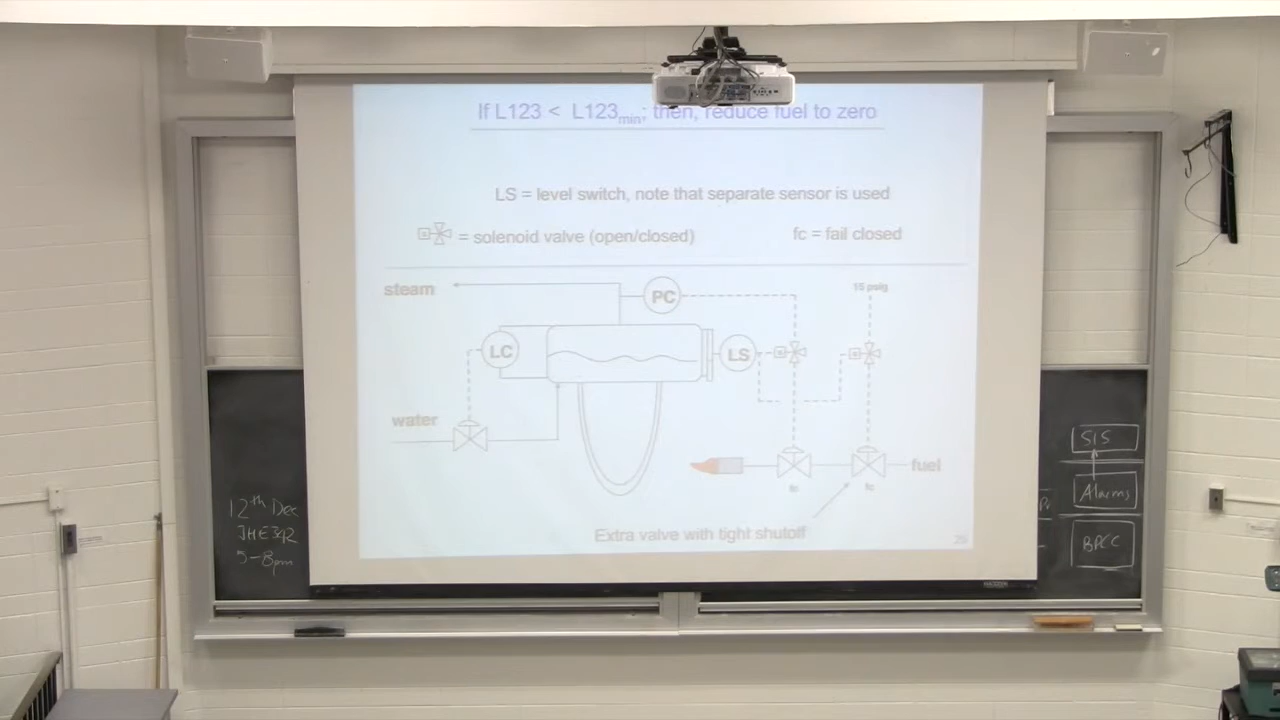 If L123 < L123min; then, reduce fuel to zero
LS = level switch, note that separate sensor is used
= solenoid valve (open/closed)
fc = fail closed
steam
PC
15 psig
LC
LS
s
s
water
fuel
fc
fc
Extra valve with tight shutoff
25
SIS
Alarms
BPCC
12th Dec
JHE342
5-8pm